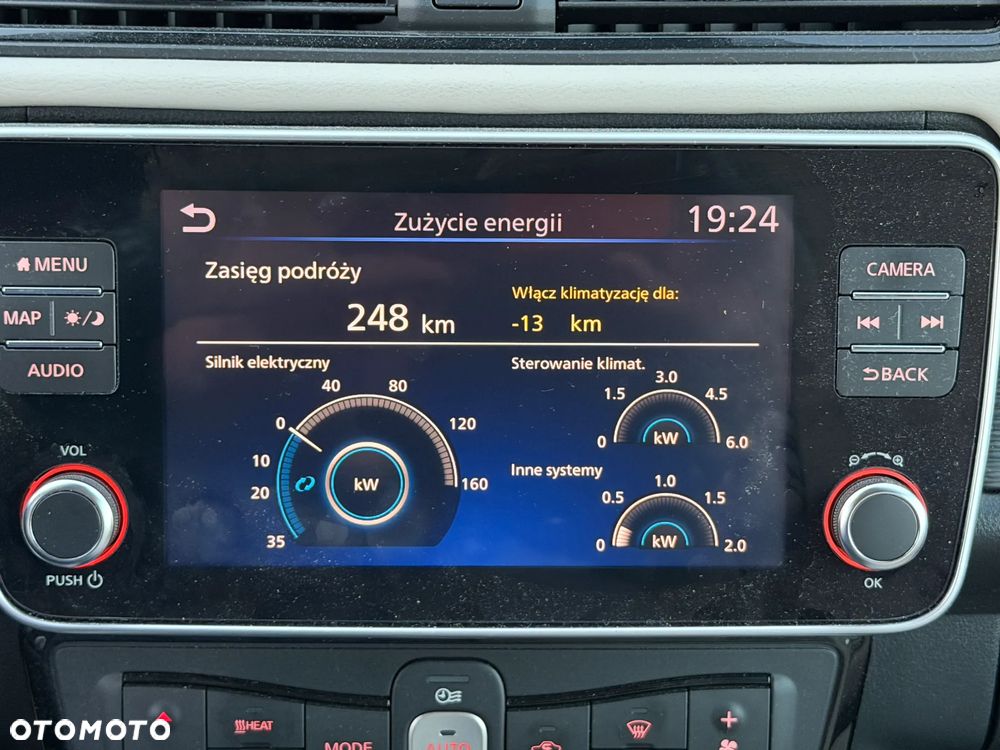 Zużycie energii 19:24
Zasięg podróży
248 km
Włącz klimatyzację dla:
-13 km
Silnik elektryczny
0 40 80 120 160
10
20
35
kW
Sterowanie klimat.
0 1.5 3.0 4.5 6.0
kW
Inne systemy
0 0.5 1.0 1.5 2.0
kW
MENU
MAP
AUDIO
VOL
PUSH
CAMERA
BACK
OK
HEAT
MODE
AUTO
OTOMOTO